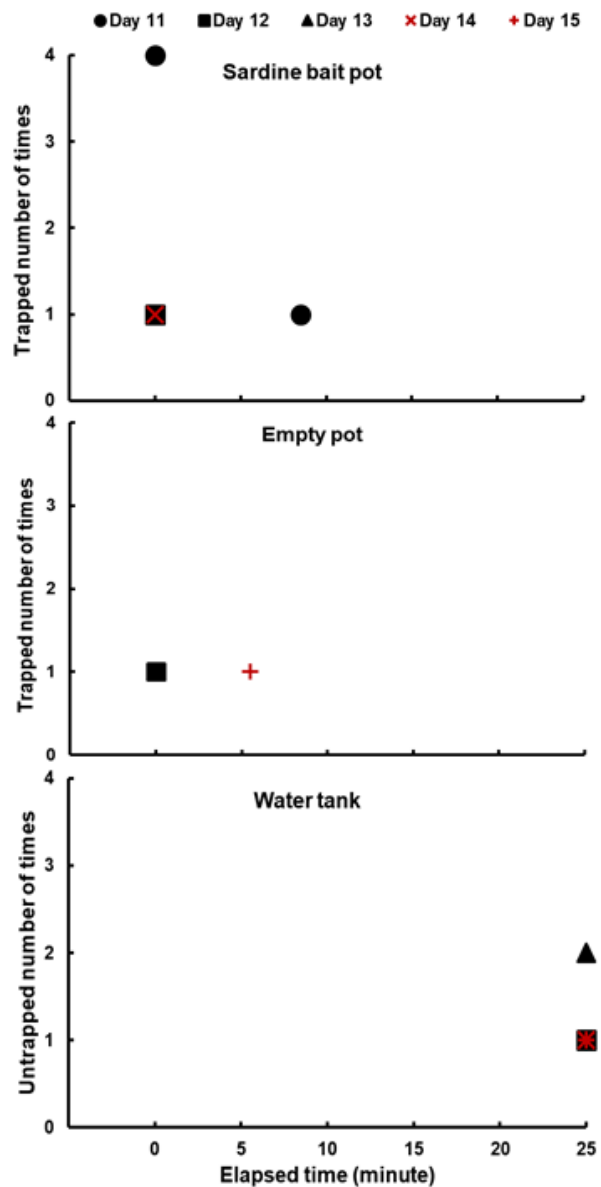 Day 11 Day 12 Day 13 Day 14 Day 15
Sardine bait pot
Trapped number of times
4
3
2
1
0
Empty pot
Trapped number of times
4
3
2
1
0
Water tank
Untrapped number of times
4
3
2
1
0
0 5 10 15 20 25
Elapsed time (minute)